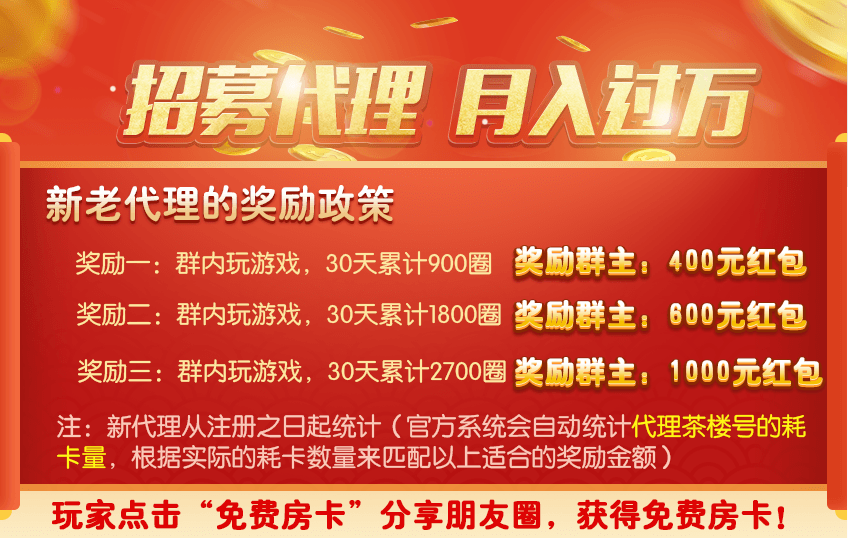 招募代理 月入过万
新老代理的奖励政策
奖励一：群内玩游戏，30天累计900圈 奖励群主：400元红包
奖励二：群内玩游戏，30天累计1800圈 奖励群主：600元红包
奖励三：群内玩游戏，30天累计2700圈 奖励群主：1000元红包
注：新代理从注册之日起统计（官方系统会自动统计代理茶楼号的耗
卡量，根据实际的耗卡数量来匹配以上适合的奖励金额）
玩家点击“免费房卡”分享朋友圈，获得免费房卡！